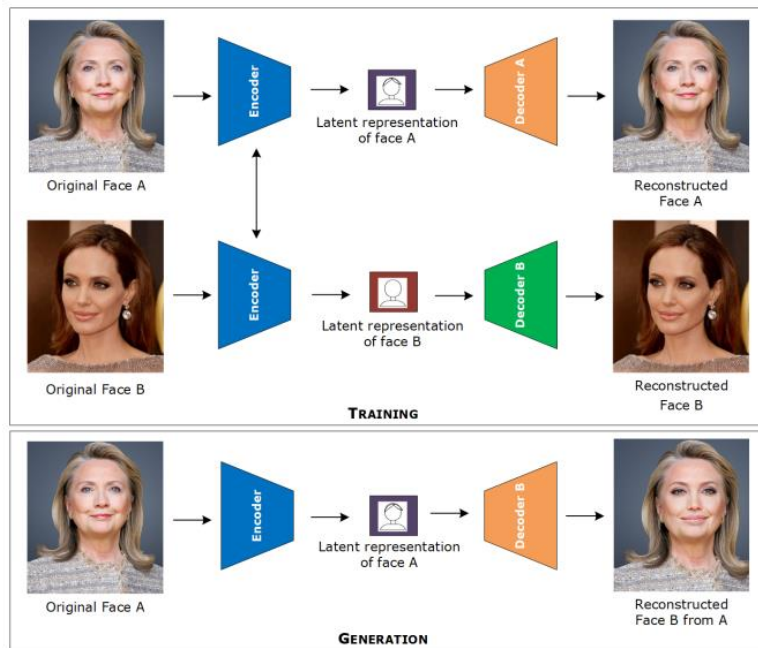 Encoder
Decoder A
Latent representation
of face A
Original Face A
Reconstructed
Face A
Encoder
Decoder B
Latent representation
of face B
Original Face B
Reconstructed
Face B
TRAINING
Encoder
Decoder B
Latent representation
of face A
Original Face A
Reconstructed
Face B from A
GENERATION